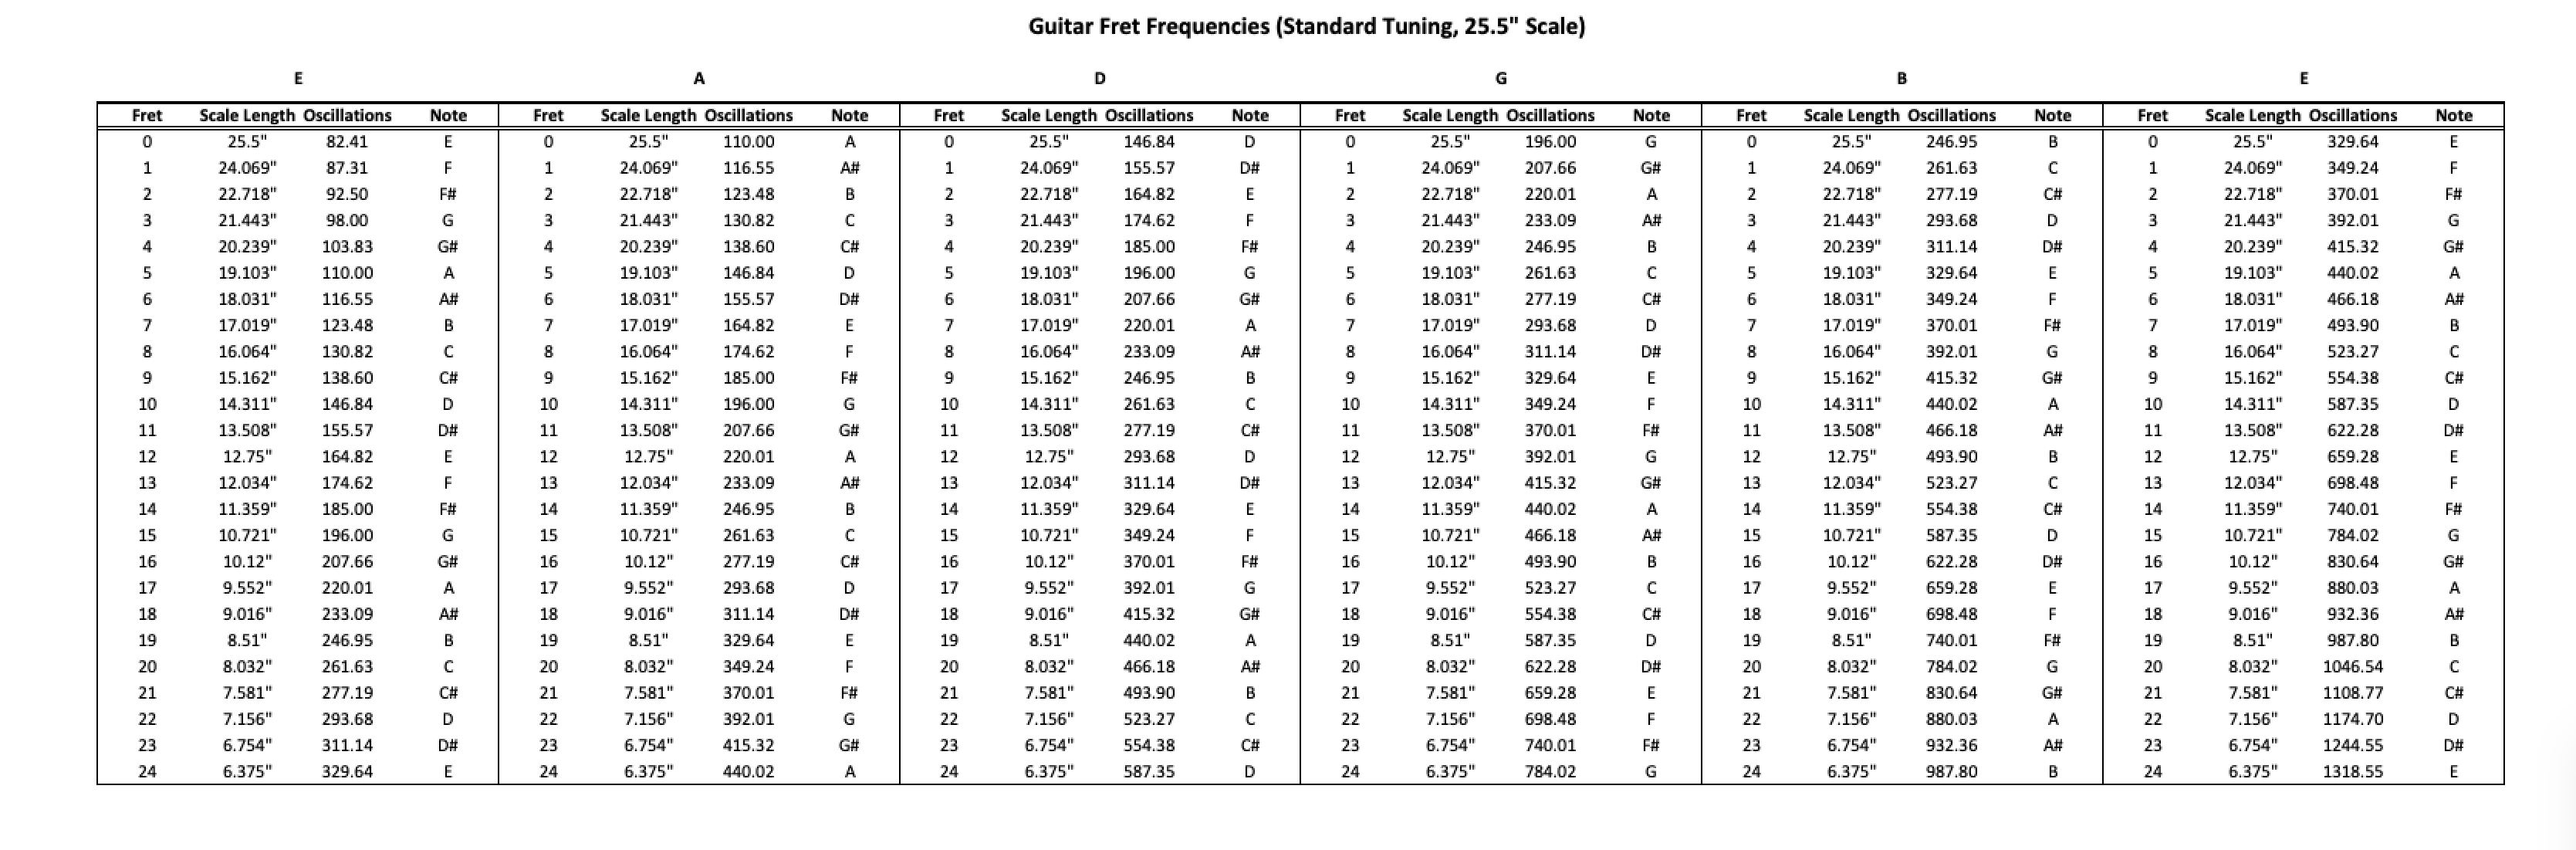 Guitar Fret Frequencies (Standard Tuning, 25.5" Scale)
E A D G B E
Fret Scale Length Oscillations Note Fret Scale Length Oscillations Note Fret Scale Length Oscillations Note Fret Scale Length Oscillations Note Fret Scale Length Oscillations Note Fret Scale Length Oscillations Note
0 25.5" 82.41 E 0 25.5" 110.00 A 0 25.5" 146.84 D 0 25.5" 196.00 G 0 25.5" 246.95 B 0 25.5" 329.64 E
1 24.069" 87.31 F 1 24.069" 116.55 A# 1 24.069" 155.57 D# 1 24.069" 207.66 G# 1 24.069" 261.63 C 1 24.069" 349.24 F
2 22.718" 92.50 F# 2 22.718" 123.48 B 2 22.718" 164.82 E 2 22.718" 220.01 A 2 22.718" 277.19 C# 2 22.718" 370.01 F#
3 21.443" 98.00 G 3 21.443" 130.82 C 3 21.443" 174.62 F 3 21.443" 233.09 A# 3 21.443" 293.68 D 3 21.443" 392.01 G
4 20.239" 103.83 G# 4 20.239" 138.60 C# 4 20.239" 185.00 F# 4 20.239" 246.95 B 4 20.239" 311.14 D# 4 20.239" 415.32 G#
5 19.103" 110.00 A 5 19.103" 146.84 D 5 19.103" 196.00 G 5 19.103" 261.63 C 5 19.103" 329.64 E 5 19.103" 440.02 A
6 18.031" 116.55 A# 6 18.031" 155.57 D# 6 18.031" 207.66 G# 6 18.031" 277.19 C# 6 18.031" 349.24 F 6 18.031" 466.18 A#
7 17.019" 123.48 B 7 17.019" 164.82 E 7 17.019" 220.01 A 7 17.019" 293.68 D 7 17.019" 370.01 F# 7 17.019" 493.90 B
8 16.064" 130.82 C 8 16.064" 174.62 F 8 16.064" 233.09 A# 8 16.064" 311.14 D# 8 16.064" 392.01 G 8 16.064" 523.27 C
9 15.162" 138.60 C# 9 15.162" 185.00 F# 9 15.162" 246.95 B 9 15.162" 329.64 E 9 15.162" 415.32 G# 9 15.162" 554.38 C#
10 14.311" 146.84 D 10 14.311" 196.00 G 10 14.311" 261.63 C 10 14.311" 349.24 F 10 14.311" 440.02 A 10 14.311" 587.35 D
11 13.508" 155.57 D# 11 13.508" 207.66 G# 11 13.508" 277.19 C# 11 13.508" 370.01 F# 11 13.508" 466.18 A# 11 13.508" 622.28 D#
12 12.75" 164.82 E 12 12.75" 220.01 A 12 12.75" 293.68 D 12 12.75" 392.01 G 12 12.75" 493.90 B 12 12.75" 659.28 E
13 12.034" 174.62 F 13 12.034" 233.09 A# 13 12.034" 311.14 D# 13 12.034" 415.32 G# 13 12.034" 523.27 C 13 12.034" 698.48 F
14 11.359" 185.00 F# 14 11.359" 246.95 B 14 11.359" 329.64 E 14 11.359" 440.02 A 14 11.359" 554.38 C# 14 11.359" 740.01 F#
15 10.721" 196.00 G 15 10.721" 261.63 C 15 10.721" 349.24 F 15 10.721" 466.18 A# 15 10.721" 587.35 D 15 10.721" 784.02 G
16 10.12" 207.66 G# 16 10.12" 277.19 C# 16 10.12" 370.01 F# 16 10.12" 493.90 B 16 10.12" 622.28 D# 16 10.12" 830.64 G#
17 9.552" 220.01 A 17 9.552" 293.68 D 17 9.552" 392.01 G 17 9.552" 523.27 C 17 9.552" 659.28 E 17 9.552" 880.03 A
18 9.016" 233.09 A# 18 9.016" 311.14 D# 18 9.016" 415.32 G# 18 9.016" 554.38 C# 18 9.016" 698.48 F 18 9.016" 932.36 A#
19 8.51" 246.95 B 19 8.51" 329.64 E 19 8.51" 440.02 A 19 8.51" 587.35 D 19 8.51" 740.01 F# 19 8.51" 987.80 B
20 8.032" 261.63 C 20 8.032" 349.24 F 20 8.032" 466.18 A# 20 8.032" 622.28 D# 20 8.032" 784.02 G 20 8.032" 1046.54 C
21 7.581" 277.19 C# 21 7.581" 370.01 F# 21 7.581" 493.90 B 21 7.581" 659.28 E 21 7.581" 830.64 G# 21 7.581" 1108.77 C#
22 7.156" 293.68 D 22 7.156" 392.01 G 22 7.156" 523.27 C 22 7.156" 698.48 F 22 7.156" 880.03 A 22 7.156" 1174.70 D
23 6.754" 311.14 D# 23 6.754" 415.32 G# 23 6.754" 554.38 C# 23 6.754" 740.01 F# 23 6.754" 932.36 A# 23 6.754" 1244.55 D#
24 6.375" 329.64 E 24 6.375" 440.02 A 24 6.375" 587.35 D 24 6.375" 784.02 G 24 6.375" 987.80 B 24 6.375" 1318.55 E